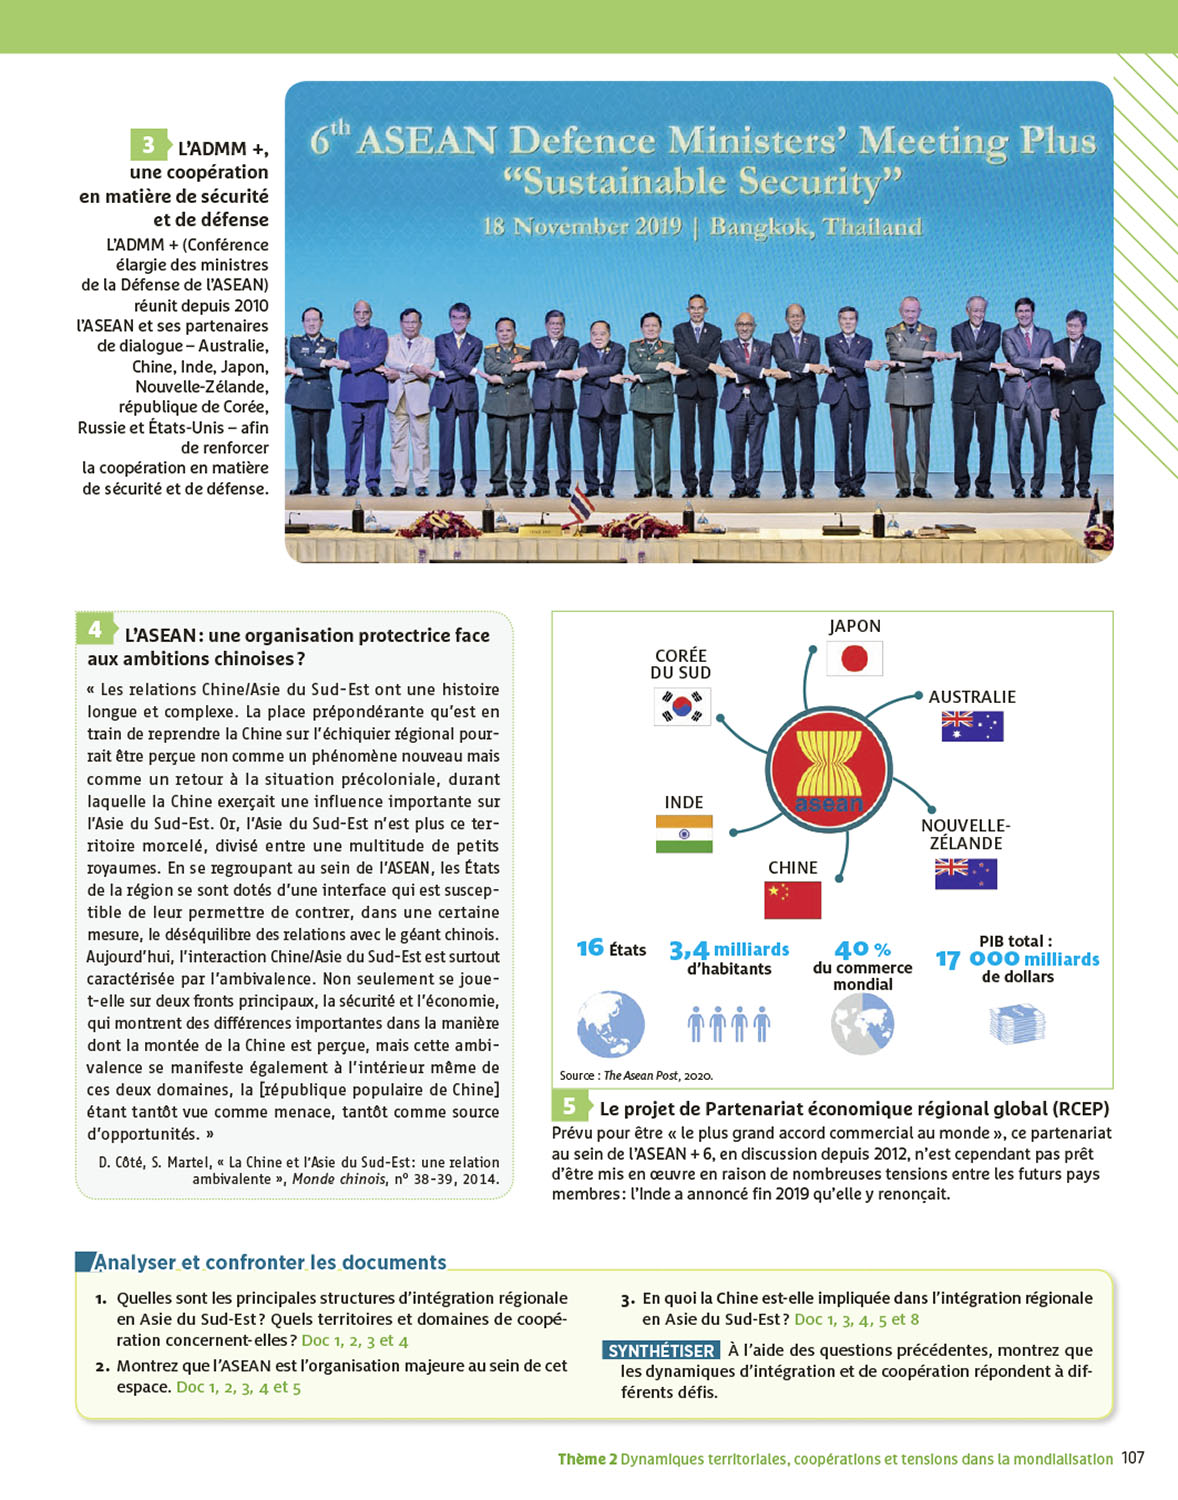 6th ASEAN Defence Ministers' Meeting Plus
“Sustainable Security”
18 November 2019 | Bangkok, Thailand
3 L'ADMM +,
une coopération
en matière de sécurité
et de défense
L'ADMM + (Conférence
élargie des ministres
de la Défense de l'ASEAN)
réunit depuis 2010
l'ASEAN et ses partenaires
de dialogue – Australie,
Chine, Inde, Japon,
Nouvelle-Zélande,
république de Corée,
Russie et États-Unis – afin
de renforcer
la coopération en matière
de sécurité et de défense.
4 L'ASEAN : une organisation protectrice face
aux ambitions chinoises ?
« Les relations Chine/Asie du Sud-Est ont une histoire
longue et complexe. La place prépondérante qu'est en
train de reprendre la Chine sur l'échiquier régional pour-
rait être perçue non comme un phénomène nouveau mais
comme un retour à la situation précoloniale, durant
laquelle la Chine exerçait une influence importante sur
l'Asie du Sud-Est. Or, l'Asie du Sud-Est n'est plus ce ter-
ritoire morcelé, divisé entre une multitude de petits
royaumes. En se regroupant au sein de l'ASEAN, les États
de la région se sont dotés d'une interface qui est suscep-
tible de leur permettre de contrer, dans une certaine
mesure, le déséquilibre des relations avec le géant chinois.
Aujourd'hui, l'interaction Chine/Asie du Sud-Est est surtout
caractérisée par l'ambivalence. Non seulement se joue-
t-elle sur deux fronts principaux, la sécurité et l'économie,
qui montrent des différences importantes dans la manière
dont la montée de la Chine est perçue, mais cette ambi-
valence se manifeste également à l'intérieur même de
ces deux domaines, la [république populaire de Chine]
étant tantôt vue comme menace, tantôt comme source
d'opportunités. »
D. Côté, S. Martel, « La Chine et l'Asie du Sud-Est : une relation
ambivalente », Monde chinois, nº 38-39, 2014.
JAPON
CORÉE
DU SUD
AUSTRALIE
asean
INDE
NOUVELLE-
ZÉLANDE
CHINE
16 États
3,4 milliards
d'habitants
40 %
du commerce
mondial
PIB total :
17 000 milliards
de dollars
Source : The Asean Post, 2020.
5 Le projet de Partenariat économique régional global (RCEP)
Prévu pour être « le plus grand accord commercial au monde », ce partenariat
au sein de l'ASEAN + 6, en discussion depuis 2012, n'est cependant pas prêt
d'être mis en œuvre en raison de nombreuses tensions entre les futurs pays
membres : l'Inde a annoncé fin 2019 qu'elle y renonçait.
Analyser et confronter les documents
1. Quelles sont les principales structures d'intégration régionale
en Asie du Sud-Est ? Quels territoires et domaines de coopé-
ration concernent-elles ? Doc 1, 2, 3 et 4
2. Montrez que l'ASEAN est l'organisation majeure au sein de cet
espace. Doc 1, 2, 3, 4 et 5
3. En quoi la Chine est-elle impliquée dans l'intégration régionale
en Asie du Sud-Est ? Doc 1, 3, 4, 5 et 8
SYNTHÉTISER À l'aide des questions précédentes, montrez que
les dynamiques d'intégration et de coopération répondent à dif-
férents défis.
Thème 2 Dynamiques territoriales, coopérations et tensions dans la mondialisation 107